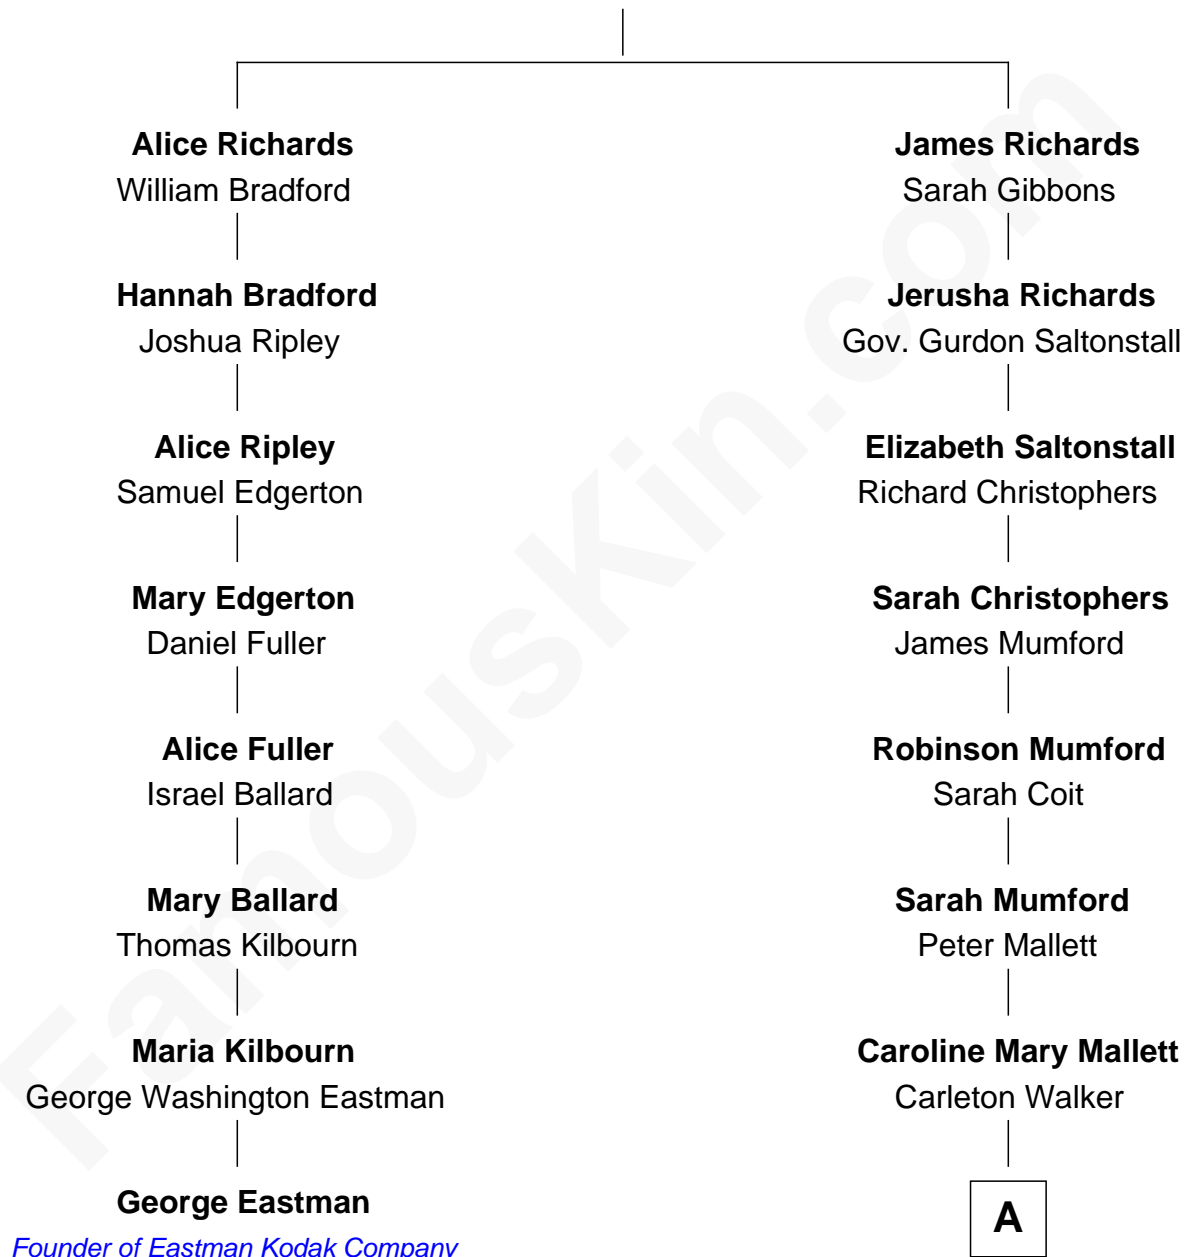 Alice Richards
William Bradford
Hannah Bradford
Joshua Ripley
Alice Ripley
Samuel Edgerton
Mary Edgerton
Daniel Fuller
Alice Fuller
Israel Ballard
Mary Ballard
Thomas Kilbourn
Maria Kilbourn
George Washington Eastman
George Eastman
Founder of Eastman Kodak Company
James Richards
Sarah Gibbons
Jerusha Richards
Gov. Gurdon Saltonstall
Elizabeth Saltonstall
Richard Christophers
Sarah Christophers
James Mumford
Robinson Mumford
Sarah Coit
Sarah Mumford
Peter Mallett
Caroline Mary Mallett
Carleton Walker
A
FamousKin.com